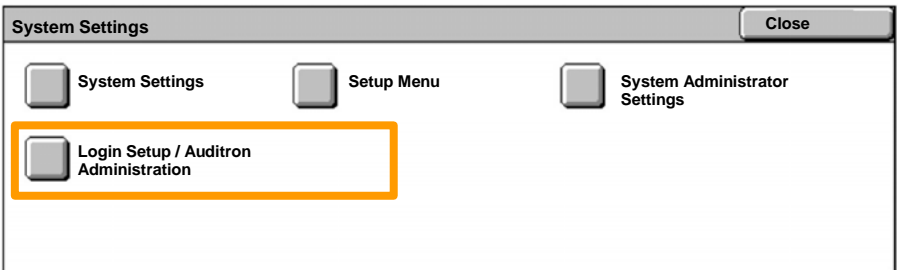 System Settings
Close
System Settings
Setup Menu
System Administrator
Settings
Login Setup / Auditron
Administration